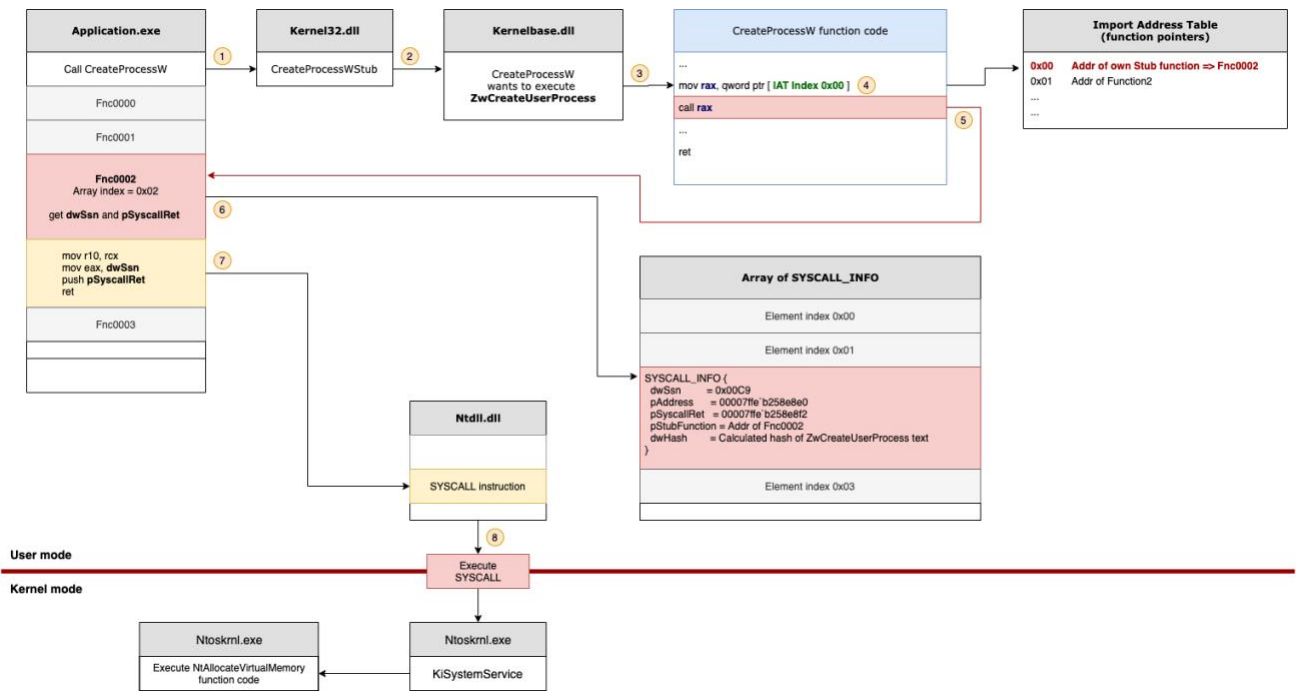 Application.exe
Call CreateProcessW
Fnc0000
Fnc0001
Fnc0002
Array index = 0x02
get dwSsn and pSyscallRet
mov r10, rcx
mov eax, dwSsn
push pSyscallRet
ret
Fnc0003
1
Kernel32.dll
CreateProcessWStub
2
Kernelbase.dll
CreateProcessW
wants to execute
ZwCreateUserProcess
3
CreateProcessW function code
...
mov rax, qword ptr [ IAT Index 0x00 ]
4
call rax
5
...
ret
Import Address Table
(function pointers)
0x00 Addr of own Stub function => Fnc0002
0x01 Addr of Function2
...
...
6
7
Array of SYSCALL_INFO
Element index 0x00
Element index 0x01
SYSCALL_INFO {
dwSsn = 0x00C9
pAddress = 00007ffe`b258e8e0
pSyscallRet = 00007ffe`b258e8f2
pStubFunction = Addr of Fnc0002
dwHash = Calculated hash of ZwCreateUserProcess text
}
Element index 0x03
Ntdll.dll
SYSCALL instruction
8
User mode
Execute
SYSCALL
Kernel mode
Ntoskrnl.exe
Execute NtAllocateVirtualMemory
function code
Ntoskrnl.exe
KiSystemService